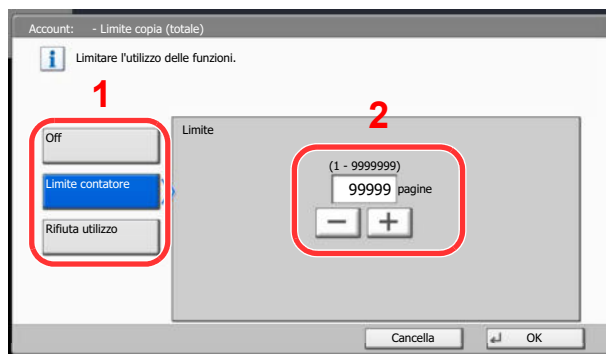 Account:    - Limite copia (totale)
Limitare l'utilizzo delle funzioni.
1
2
Off
Limite contatore
Rifiuta utilizzo
Limite
(1 - 9999999)
99999 pagine
Cancella
OK